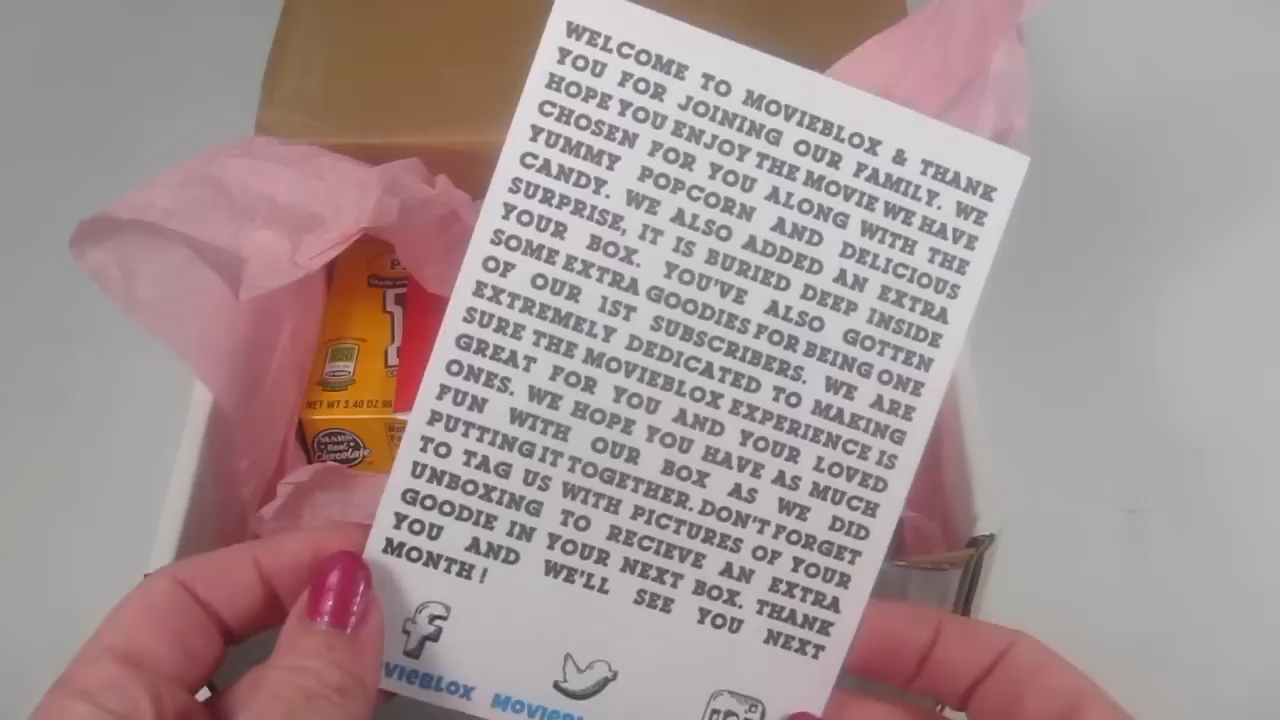 WELCOME TO MOVIEBLOX & THANK
YOU FOR JOINING OUR FAMILY. WE
HOPE YOU ENJOY THE MOVIE WE HAVE
CHOSEN FOR YOU ALONG WITH THE
YUMMY POPCORN AND DELICIOUS
CANDY. WE ALSO ADDED AN EXTRA
SURPRISE, IT IS BURIED DEEP INSIDE
YOUR BOX. YOU'VE ALSO GOTTEN
SOME EXTRA GOODIES FOR BEING ONE
OF OUR 1ST SUBSCRIBERS. WE ARE
EXTREMELY DEDICATED TO MAKING
SURE THE MOVIEBLOX EXPERIENCE IS
GREAT FOR YOU AND YOUR LOVED
ONES. WE HOPE YOU HAVE AS MUCH
FUN WITH OUR BOX AS WE DID
PUTTING IT TOGETHER. DON'T FORGET
TO TAG US WITH PICTURES OF YOUR
UNBOXING TO RECIEVE AN EXTRA
GOODIE IN YOUR NEXT BOX. THANK
YOU AND WE'LL SEE YOU NEXT
MONTH!
NET WT 3.40 OZ
MARS
Real
Chocolate